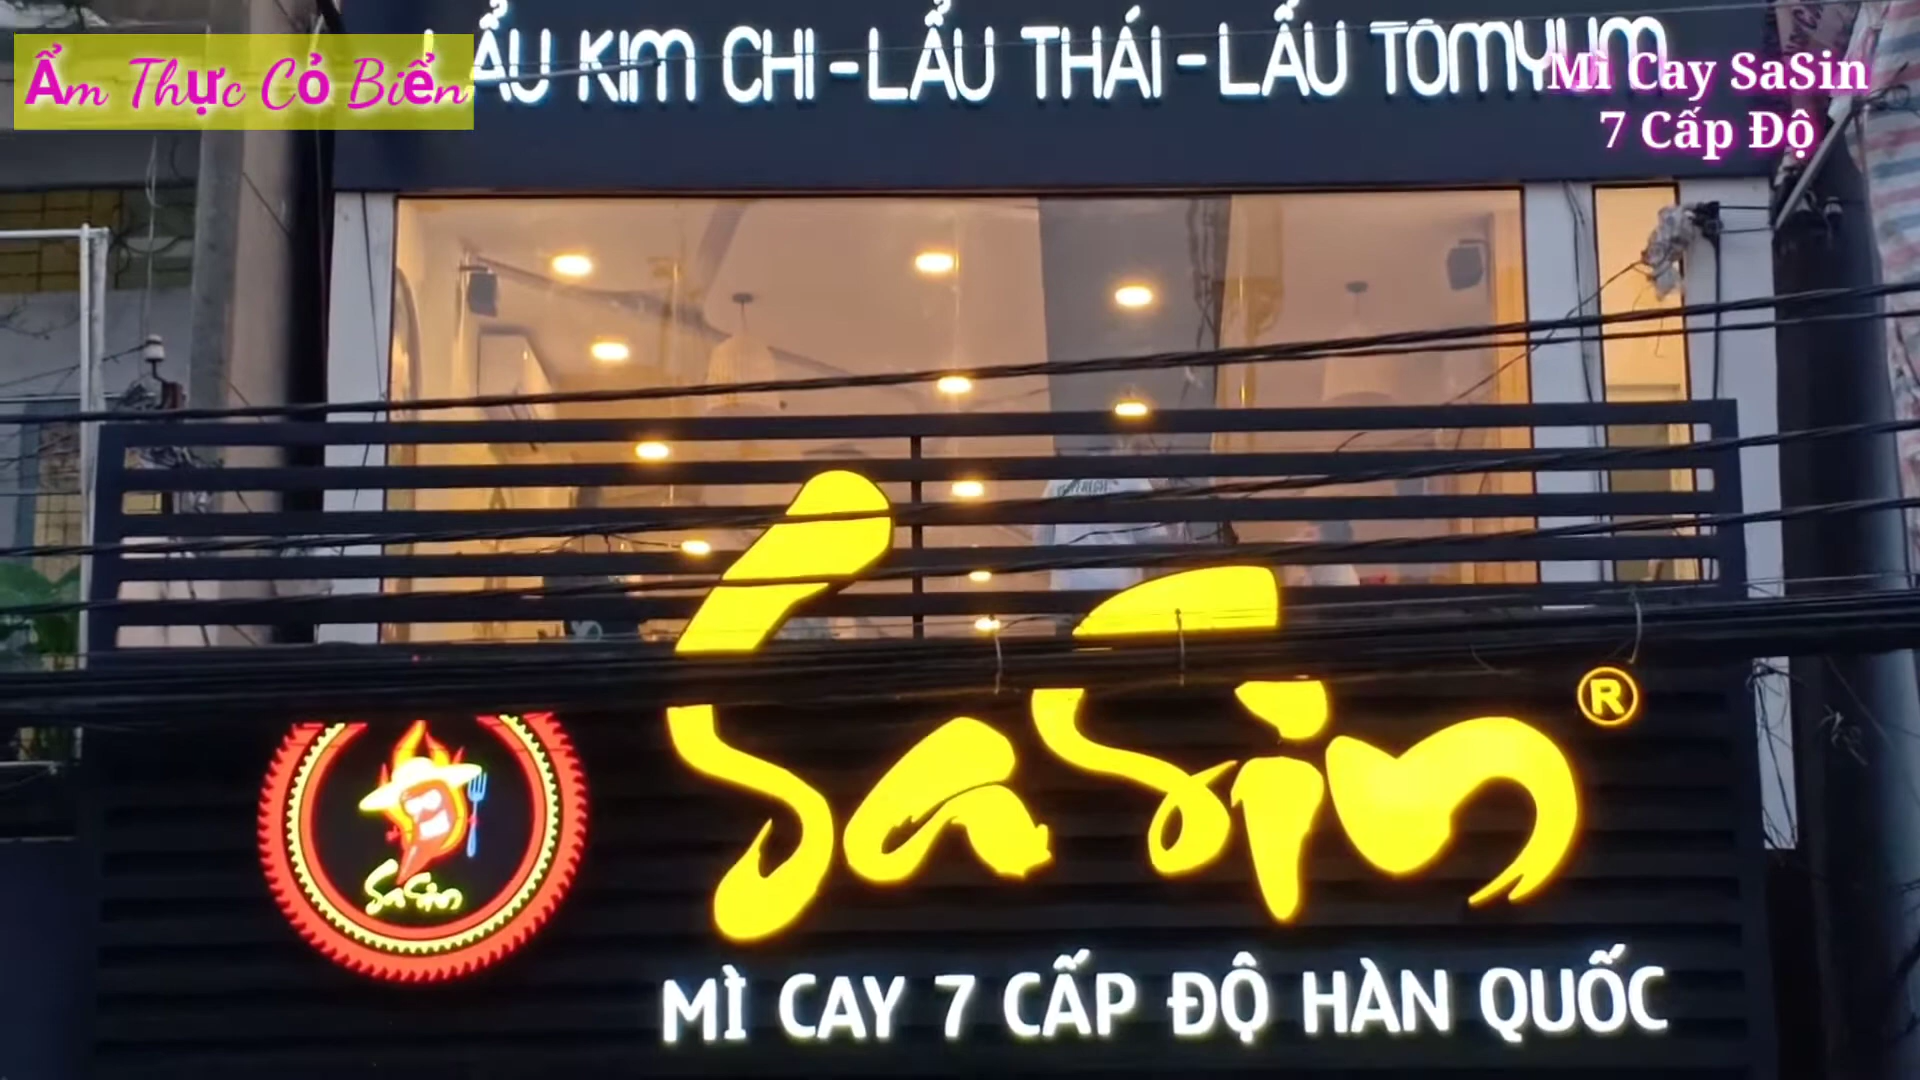 LẨU KIM CHI - LẨU THÁI - LẨU TÔMYUM
Ẩm Thực Cỏ Biển
Mì Cay SaSin
7 Cấp Độ
SaSin ®
SaSin
MÌ CAY 7 CẤP ĐỘ HÀN QUỐC